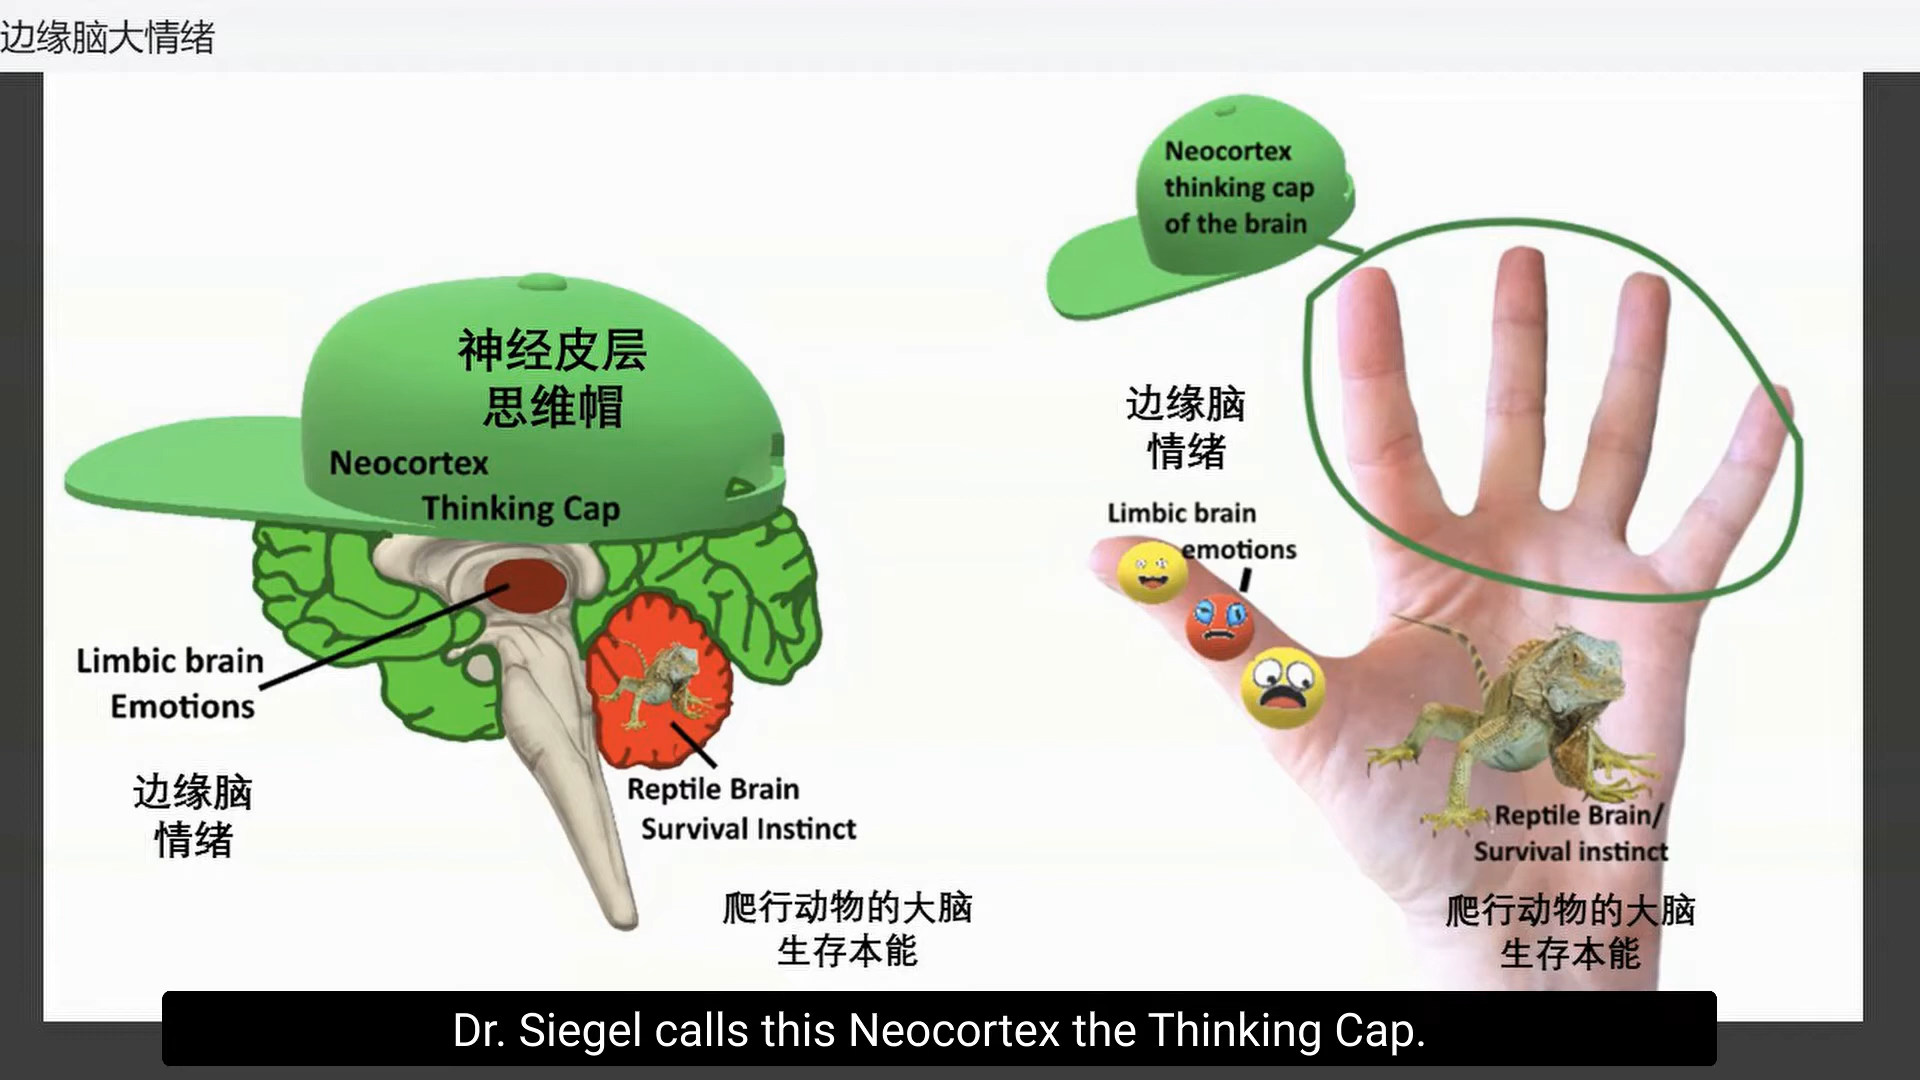 边缘脑大情绪
神经皮层
思维帽
Neocortex
Thinking Cap
Limbic brain
Emotions
边缘脑
情绪
Reptile Brain
Survival Instinct
爬行动物的大脑
生存本能
Neocortex
thinking cap
of the brain
边缘脑
情绪
Limbic brain
emotions
Reptile Brain/
Survival instinct
爬行动物的大脑
生存本能
Dr. Siegel calls this Neocortex the Thinking Cap.